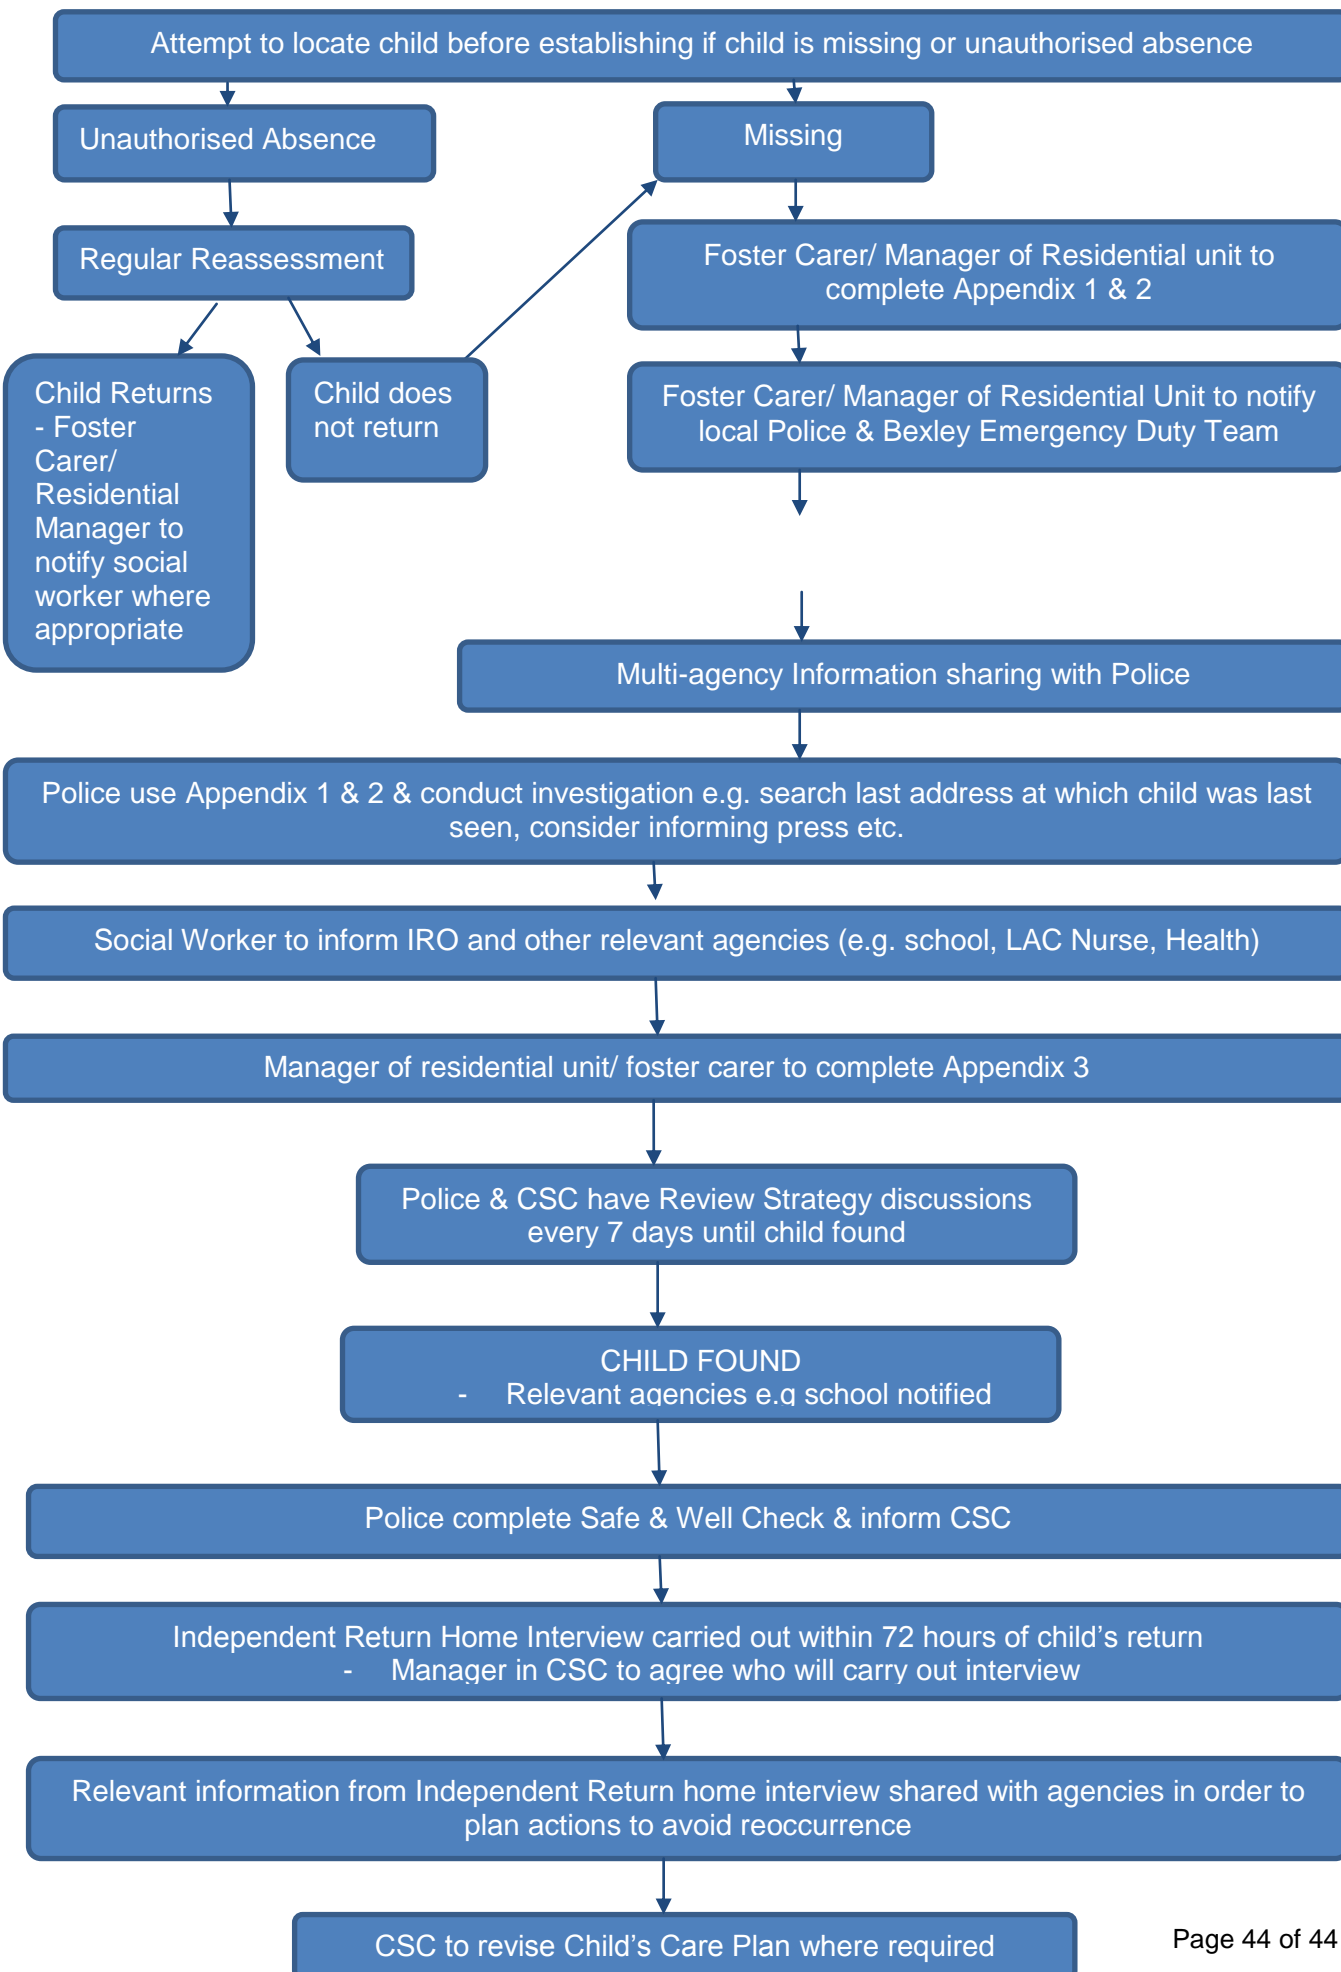 Attempt to locate child before establishing if child is missing or unauthorised absence
Unauthorised Absence
Missing
Regular Reassessment
Foster Carer/ Manager of Residential unit to
complete Appendix 1 & 2
Child Returns
- Foster
Carer/
Residential
Manager to
notify social
worker where
appropriate
Child does
not return
Foster Carer/ Manager of Residential Unit to notify
local Police & Bexley Emergency Duty Team
Multi-agency Information sharing with Police
Police use Appendix 1 & 2 & conduct investigation e.g. search last address at which child was last
seen, consider informing press etc.
Social Worker to inform IRO and other relevant agencies (e.g. school, LAC Nurse, Health)
Manager of residential unit/ foster carer to complete Appendix 3
Police & CSC have Review Strategy discussions
every 7 days until child found
CHILD FOUND
- Relevant agencies e.g school notified
Police complete Safe & Well Check & inform CSC
Independent Return Home Interview carried out within 72 hours of child's return
- Manager in CSC to agree who will carry out interview
Relevant information from Independent Return home interview shared with agencies in order to
plan actions to avoid reoccurrence
CSC to revise Child's Care Plan where required
Page 44 of 44